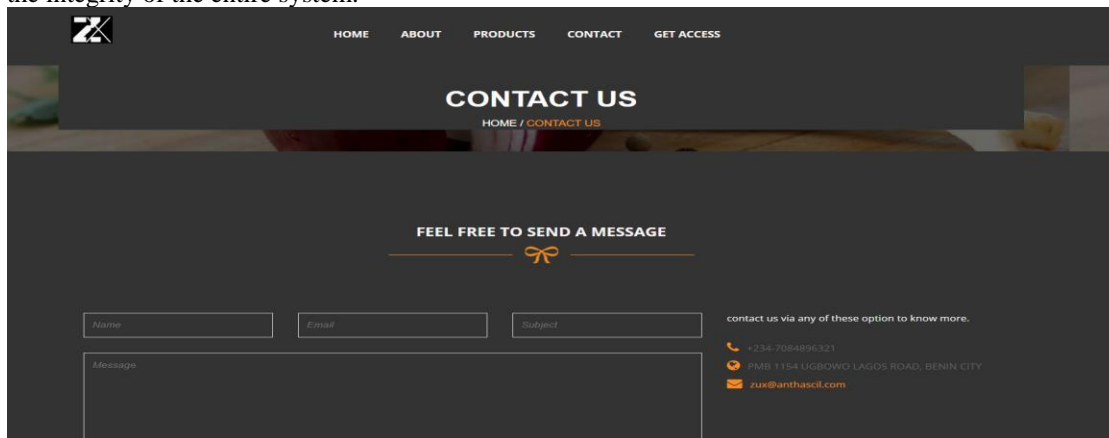 the integrity of the entire system.
ZX
HOME ABOUT PRODUCTS CONTACT GET ACCESS
CONTACT US
HOME / CONTACT US
FEEL FREE TO SEND A MESSAGE
Name Email Subject
Message
contact us via any of these option to know more.
+234-7084896321
PMB 1154 UGBOWO LAGOS ROAD, BENIN CITY
zux@anthascil.com